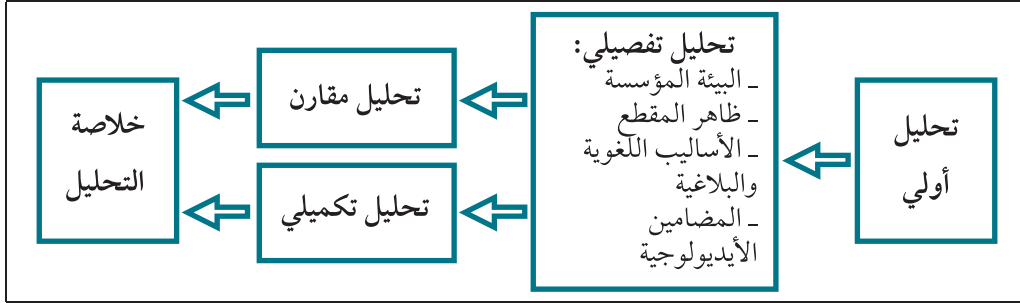 تحليل
أولي
تحليل تفصيلي:
ـ البيئة المؤسسة
ـ ظاهر المقطع
ـ الأساليب اللغوية
والبلاغية
ـ المضامين
الأيديولوجية
تحليل مقارن
تحليل تكميلي
خلاصة
التحليل